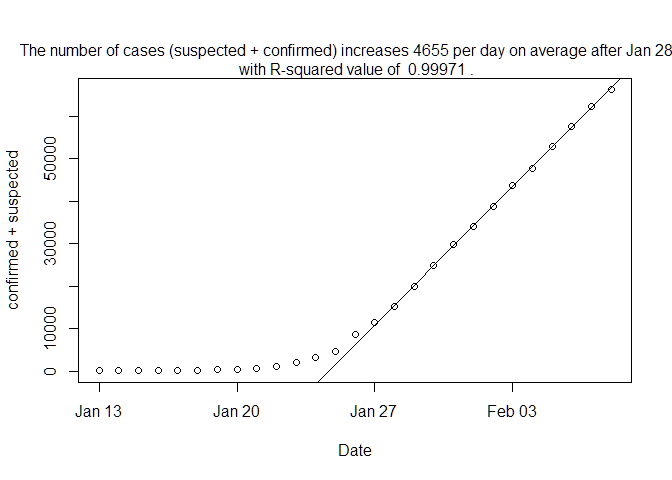 The number of cases (suspected + confirmed) increases 4655 per day on average after Jan 28
with R-squared value of 0.99971 .
confirmed + suspected
50000
30000
10000
0
Jan 13
Jan 20
Jan 27
Feb 03
Date